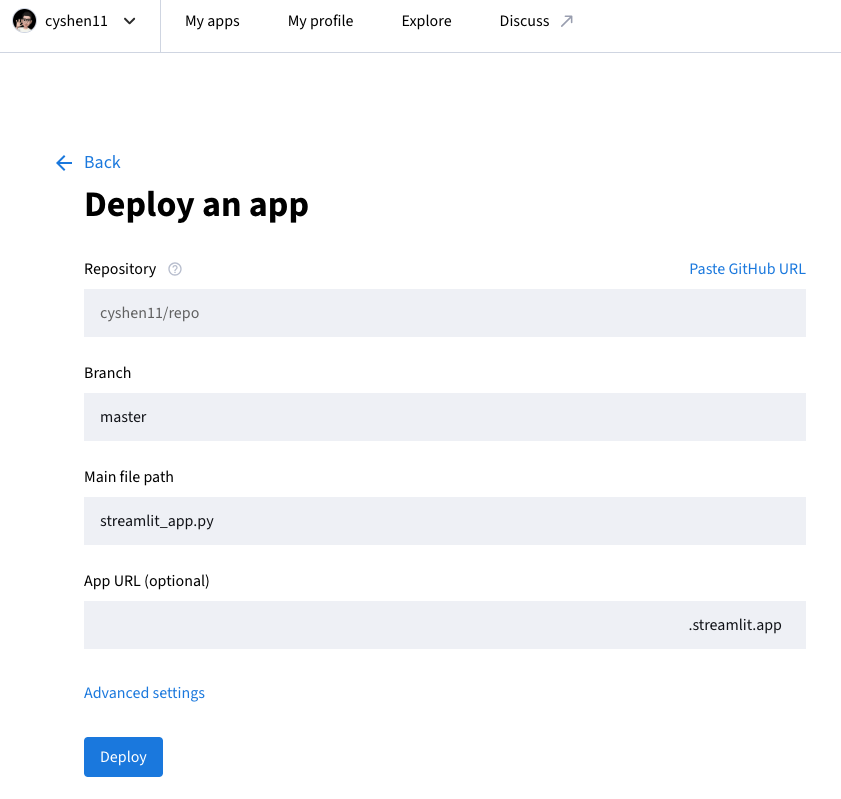 cyshen11 My apps My profile Explore Discuss
Back
Deploy an app
Repository Paste GitHub URL
cyshen11/repo
Branch
master
Main file path
streamlit_app.py
App URL (optional)
.streamlit.app
Advanced settings
Deploy